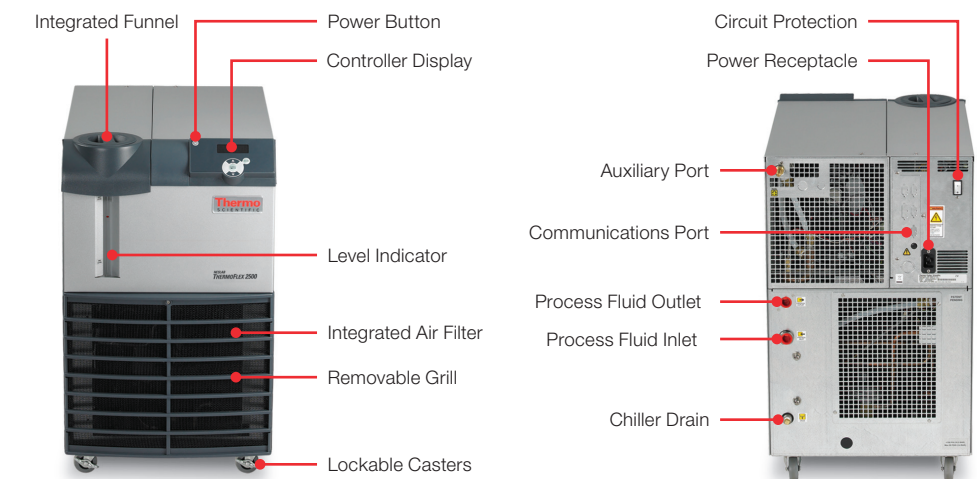 Integrated Funnel
Power Button
Controller Display
Thermo
SCIENTIFIC
Level Indicator
THERMOFLEX 2500
Integrated Air Filter
Removable Grill
Lockable Casters
Circuit Protection
Power Receptacle
Auxiliary Port
Communications Port
Process Fluid Outlet
Process Fluid Inlet
Chiller Drain